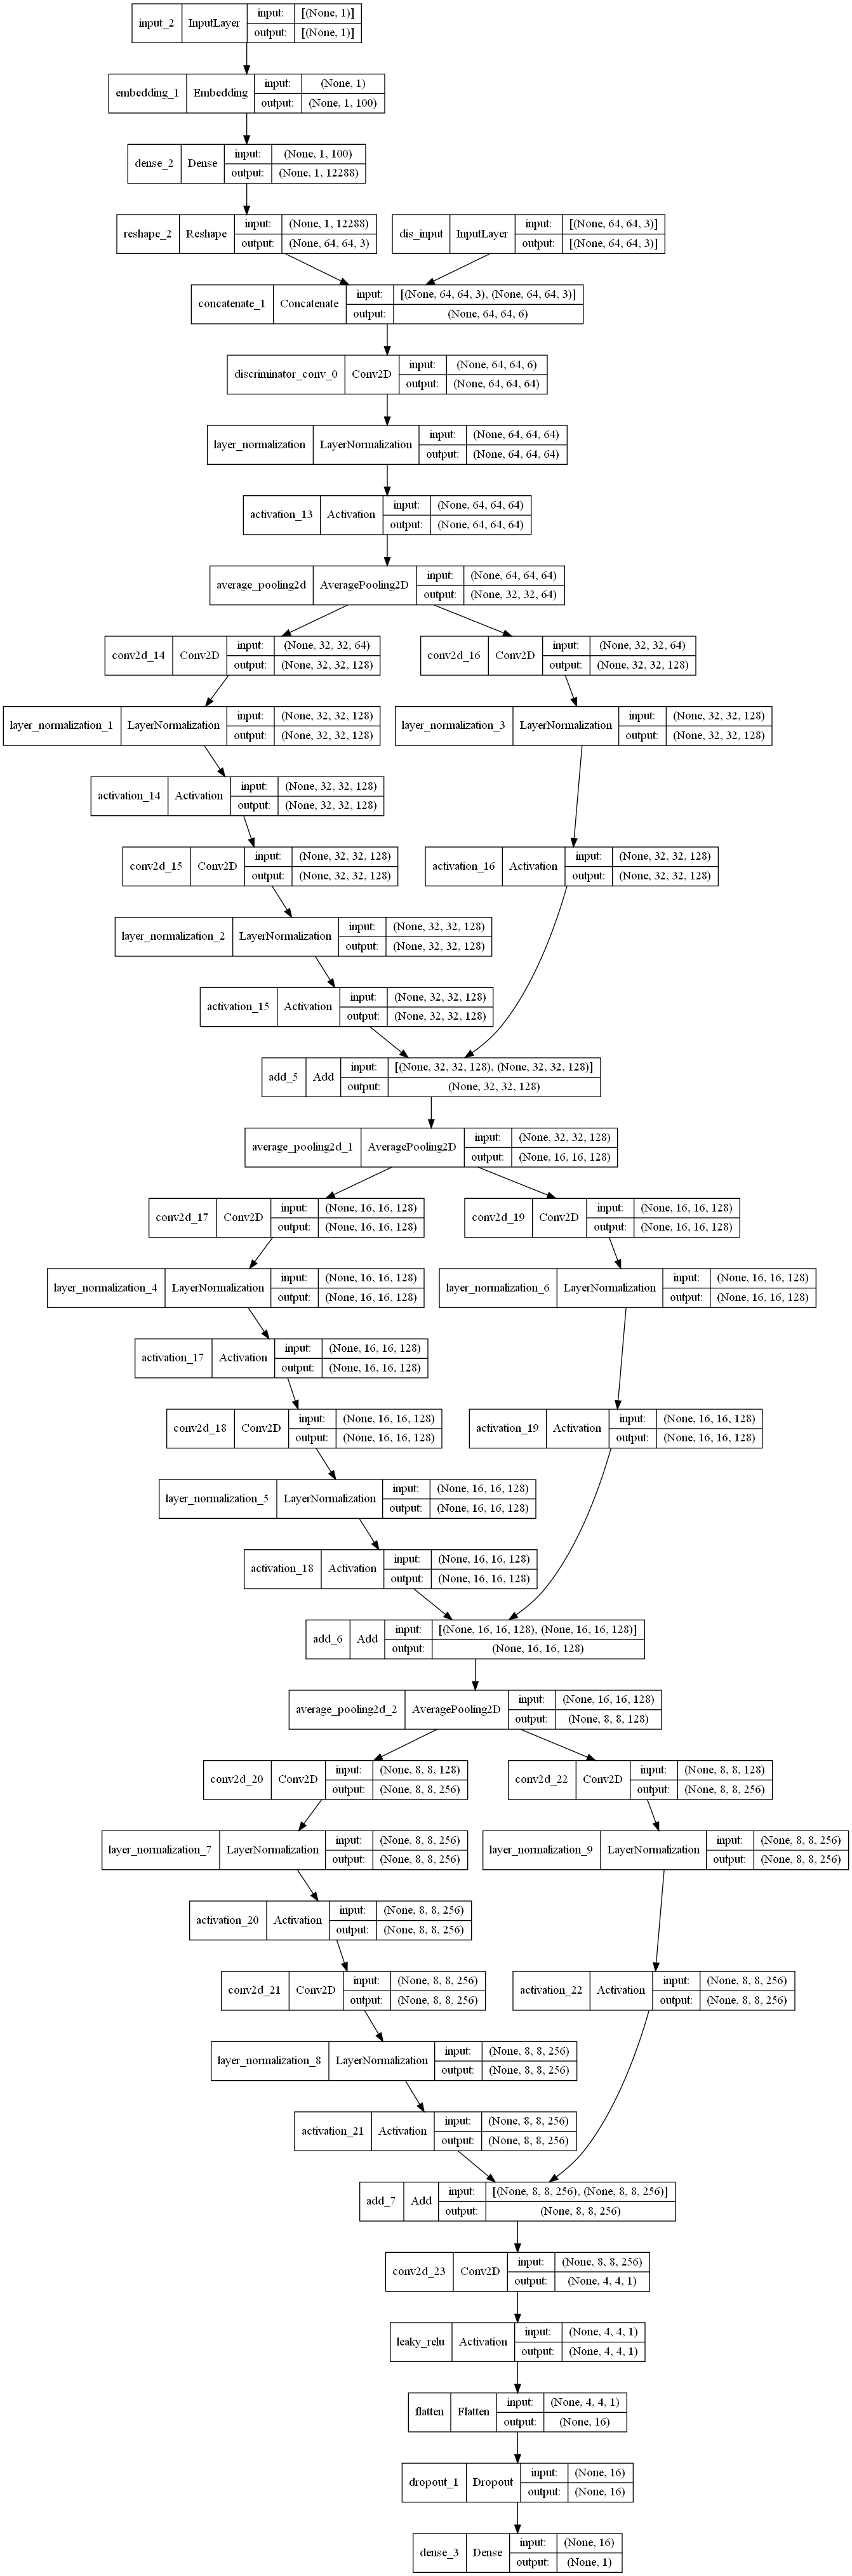 input_2 InputLayer input: [(None, 1)]
output: [(None, 1)]
embedding_1 Embedding input: (None, 1)
output: (None, 1, 100)
dense_2 Dense input: (None, 1, 100)
output: (None, 1, 12288)
reshape_2 Reshape input: (None, 1, 12288)
output: (None, 64, 64, 3)
dis_input InputLayer input: [(None, 64, 64, 3)]
output: [(None, 64, 64, 3)]
concatenate_1 Concatenate input: [(None, 64, 64, 3), (None, 64, 64, 3)]
output: (None, 64, 64, 6)
discriminator_conv_0 Conv2D input: (None, 64, 64, 6)
output: (None, 64, 64, 64)
layer_normalization LayerNormalization input: (None, 64, 64, 64)
output: (None, 64, 64, 64)
activation_13 Activation input: (None, 64, 64, 64)
output: (None, 64, 64, 64)
average_pooling2d AveragePooling2D input: (None, 64, 64, 64)
output: (None, 32, 32, 64)
conv2d_14 Conv2D input: (None, 32, 32, 64)
output: (None, 32, 32, 128)
conv2d_16 Conv2D input: (None, 32, 32, 64)
output: (None, 32, 32, 128)
layer_normalization_1 LayerNormalization input: (None, 32, 32, 128)
output: (None, 32, 32, 128)
layer_normalization_3 LayerNormalization input: (None, 32, 32, 128)
output: (None, 32, 32, 128)
activation_14 Activation input: (None, 32, 32, 128)
output: (None, 32, 32, 128)
conv2d_15 Conv2D input: (None, 32, 32, 128)
output: (None, 32, 32, 128)
activation_16 Activation input: (None, 32, 32, 128)
output: (None, 32, 32, 128)
layer_normalization_2 LayerNormalization input: (None, 32, 32, 128)
output: (None, 32, 32, 128)
activation_15 Activation input: (None, 32, 32, 128)
output: (None, 32, 32, 128)
add_5 Add input: [(None, 32, 32, 128), (None, 32, 32, 128)]
output: (None, 32, 32, 128)
average_pooling2d_1 AveragePooling2D input: (None, 32, 32, 128)
output: (None, 16, 16, 128)
conv2d_17 Conv2D input: (None, 16, 16, 128)
output: (None, 16, 16, 128)
conv2d_19 Conv2D input: (None, 16, 16, 128)
output: (None, 16, 16, 128)
layer_normalization_4 LayerNormalization input: (None, 16, 16, 128)
output: (None, 16, 16, 128)
layer_normalization_6 LayerNormalization input: (None, 16, 16, 128)
output: (None, 16, 16, 128)
activation_17 Activation input: (None, 16, 16, 128)
output: (None, 16, 16, 128)
conv2d_18 Conv2D input: (None, 16, 16, 128)
output: (None, 16, 16, 128)
activation_19 Activation input: (None, 16, 16, 128)
output: (None, 16, 16, 128)
layer_normalization_5 LayerNormalization input: (None, 16, 16, 128)
output: (None, 16, 16, 128)
activation_18 Activation input: (None, 16, 16, 128)
output: (None, 16, 16, 128)
add_6 Add input: [(None, 16, 16, 128), (None, 16, 16, 128)]
output: (None, 16, 16, 128)
average_pooling2d_2 AveragePooling2D input: (None, 16, 16, 128)
output: (None, 8, 8, 128)
conv2d_20 Conv2D input: (None, 8, 8, 128)
output: (None, 8, 8, 256)
conv2d_22 Conv2D input: (None, 8, 8, 128)
output: (None, 8, 8, 256)
layer_normalization_7 LayerNormalization input: (None, 8, 8, 256)
output: (None, 8, 8, 256)
layer_normalization_9 LayerNormalization input: (None, 8, 8, 256)
output: (None, 8, 8, 256)
activation_20 Activation input: (None, 8, 8, 256)
output: (None, 8, 8, 256)
conv2d_21 Conv2D input: (None, 8, 8, 256)
output: (None, 8, 8, 256)
activation_22 Activation input: (None, 8, 8, 256)
output: (None, 8, 8, 256)
layer_normalization_8 LayerNormalization input: (None, 8, 8, 256)
output: (None, 8, 8, 256)
activation_21 Activation input: (None, 8, 8, 256)
output: (None, 8, 8, 256)
add_7 Add input: [(None, 8, 8, 256), (None, 8, 8, 256)]
output: (None, 8, 8, 256)
conv2d_23 Conv2D input: (None, 8, 8, 256)
output: (None, 4, 4, 1)
leaky_relu Activation input: (None, 4, 4, 1)
output: (None, 4, 4, 1)
flatten Flatten input: (None, 4, 4, 1)
output: (None, 16)
dropout_1 Dropout input: (None, 16)
output: (None, 16)
dense_3 Dense input: (None, 16)
output: (None, 1)